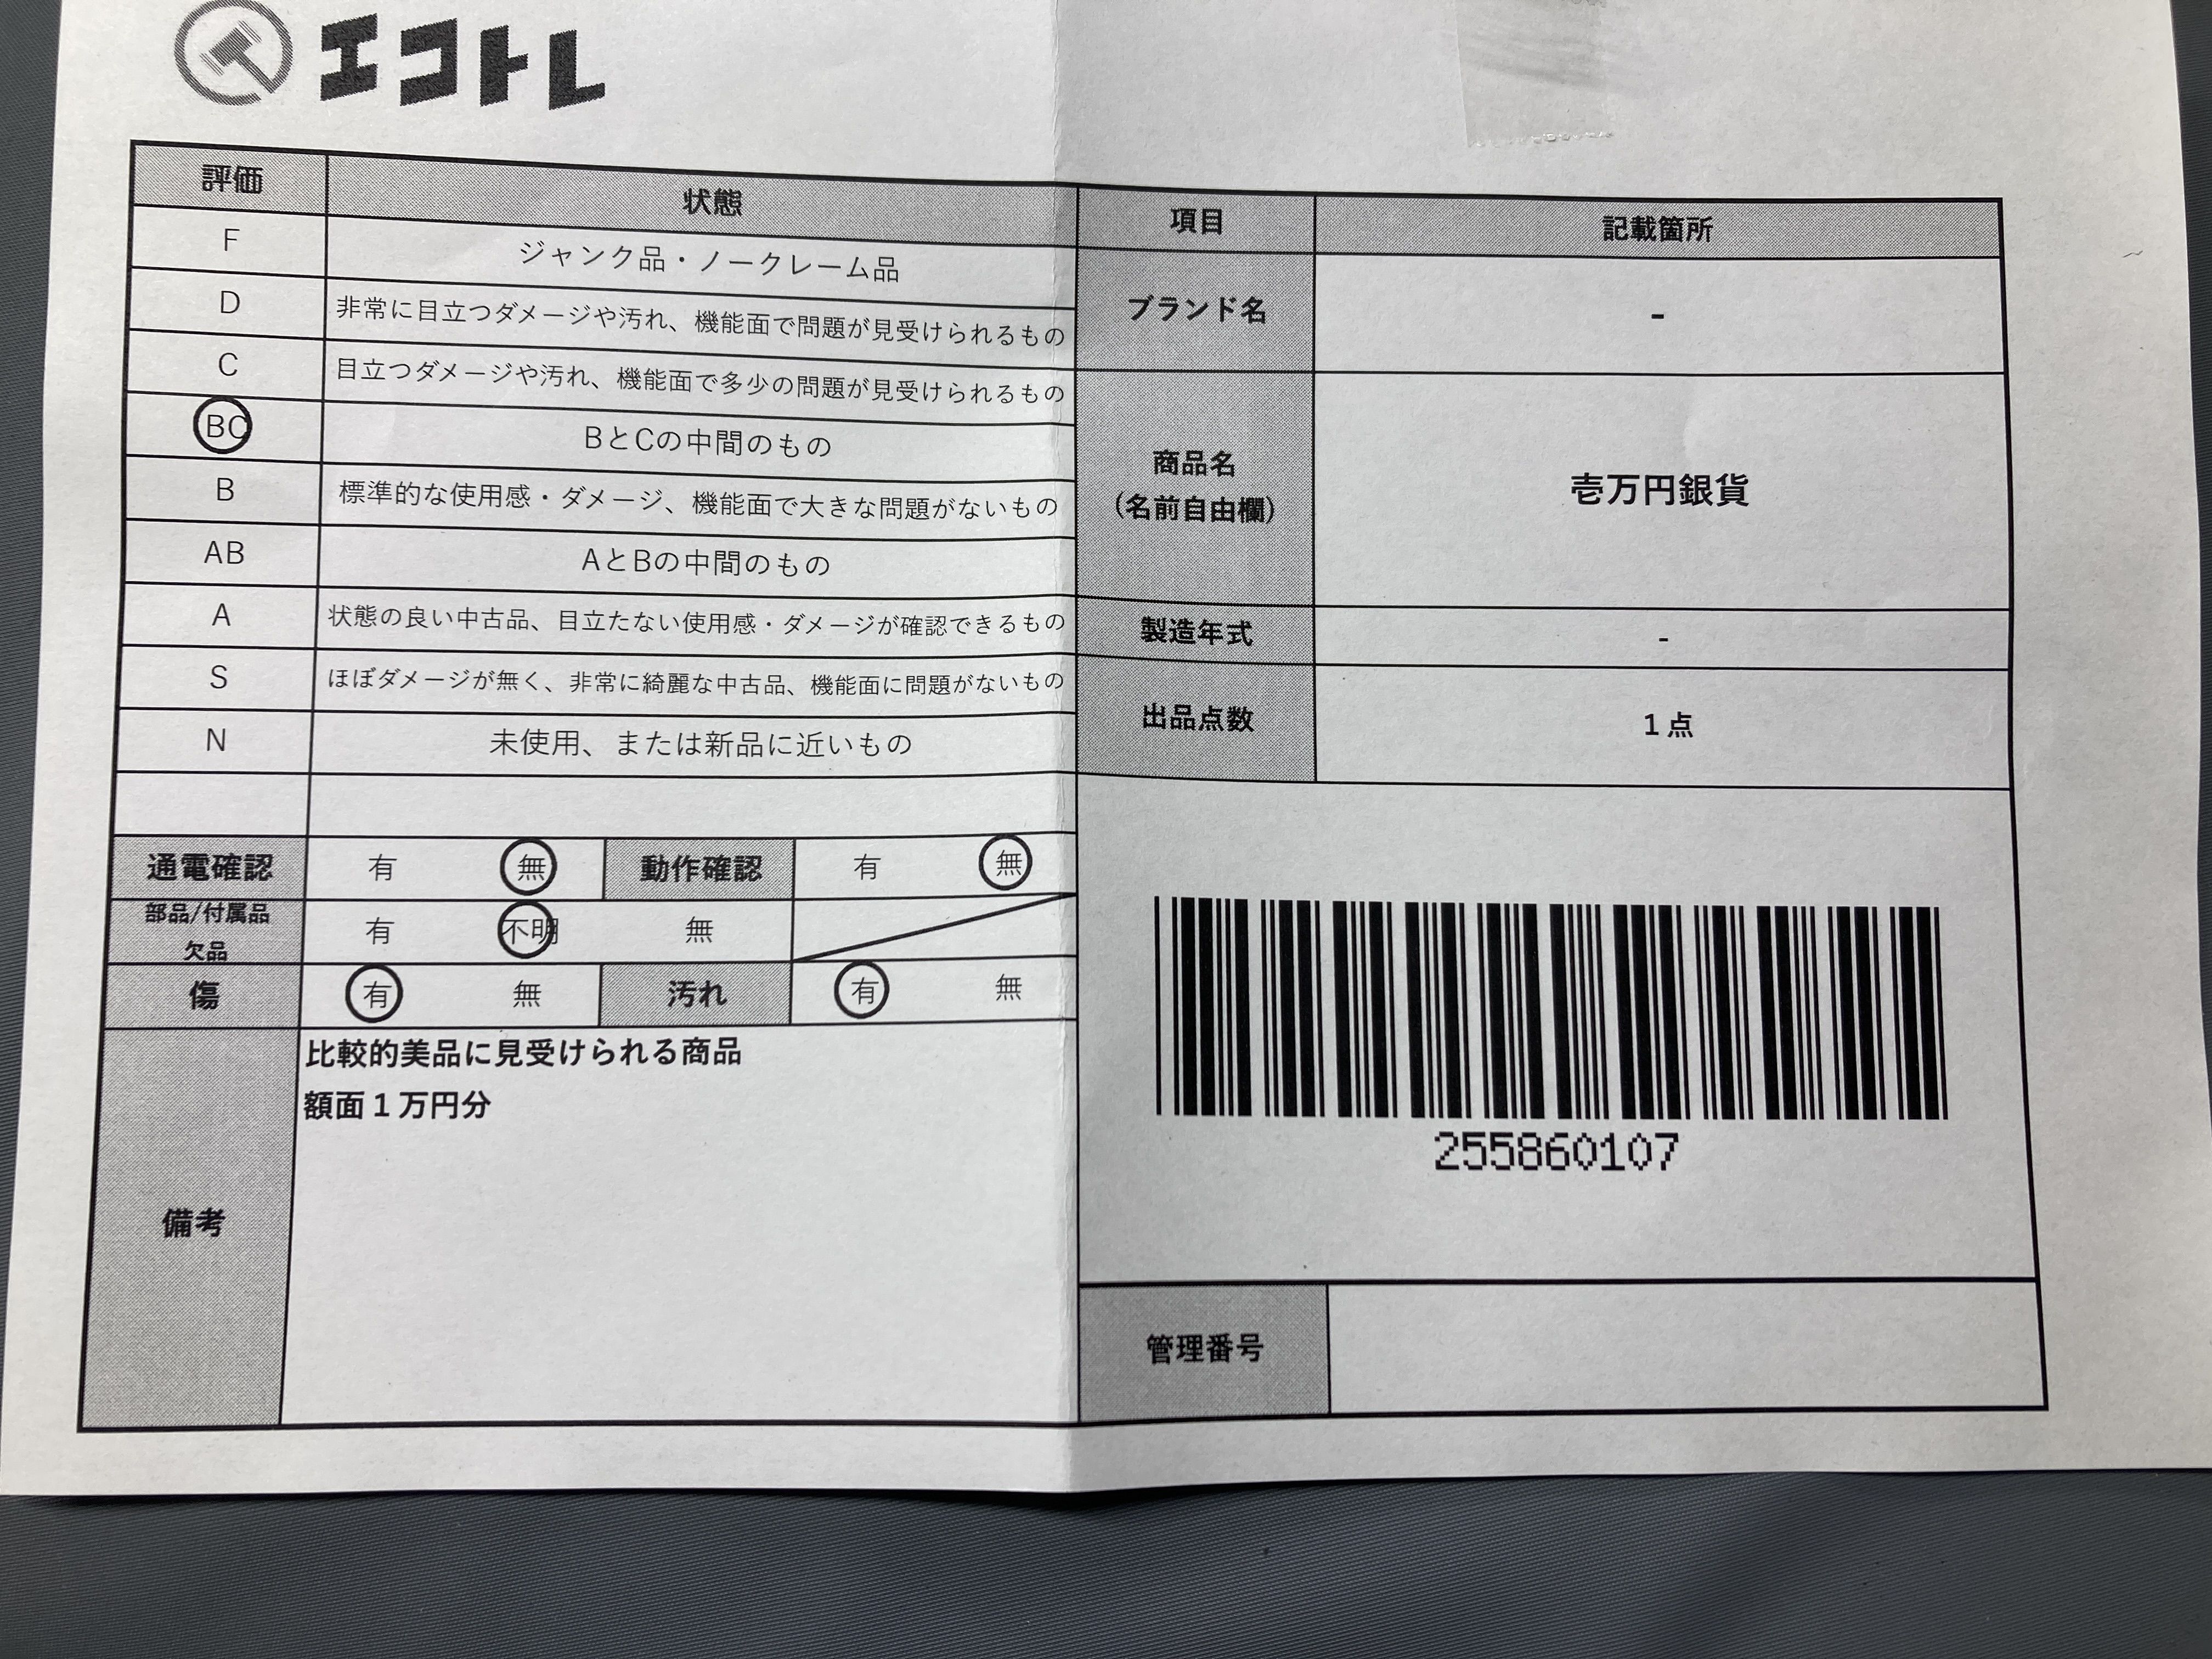 エコトレ
評価 状態
F ジャンク品・ノークレーム品
D 非常に目立つダメージや汚れ、機能面で問題が見受けられるもの
C 目立つダメージや汚れ、機能面で多少の問題が見受けられるもの
BC BとCの中間のもの
B 標準的な使用感・ダメージ、機能面で大きな問題がないもの
AB AとBの中間のもの
A 状態の良い中古品、目立たない使用感・ダメージが確認できるもの
S ほぼダメージが無く、非常に綺麗な中古品、機能面に問題がないもの
N 未使用、または新品に近いもの
通電確認 有 無 動作確認 有 無
部品/付属品
欠品 有 不明 無
傷 有 無 汚れ 有 無
備考
比較的美品に見受けられる商品
額面1万円分
項目 記載箇所
ブランド名 -
商品名
(名前自由欄)
壱万円銀貨
製造年式 -
出品点数 1点
255860107
管理番号